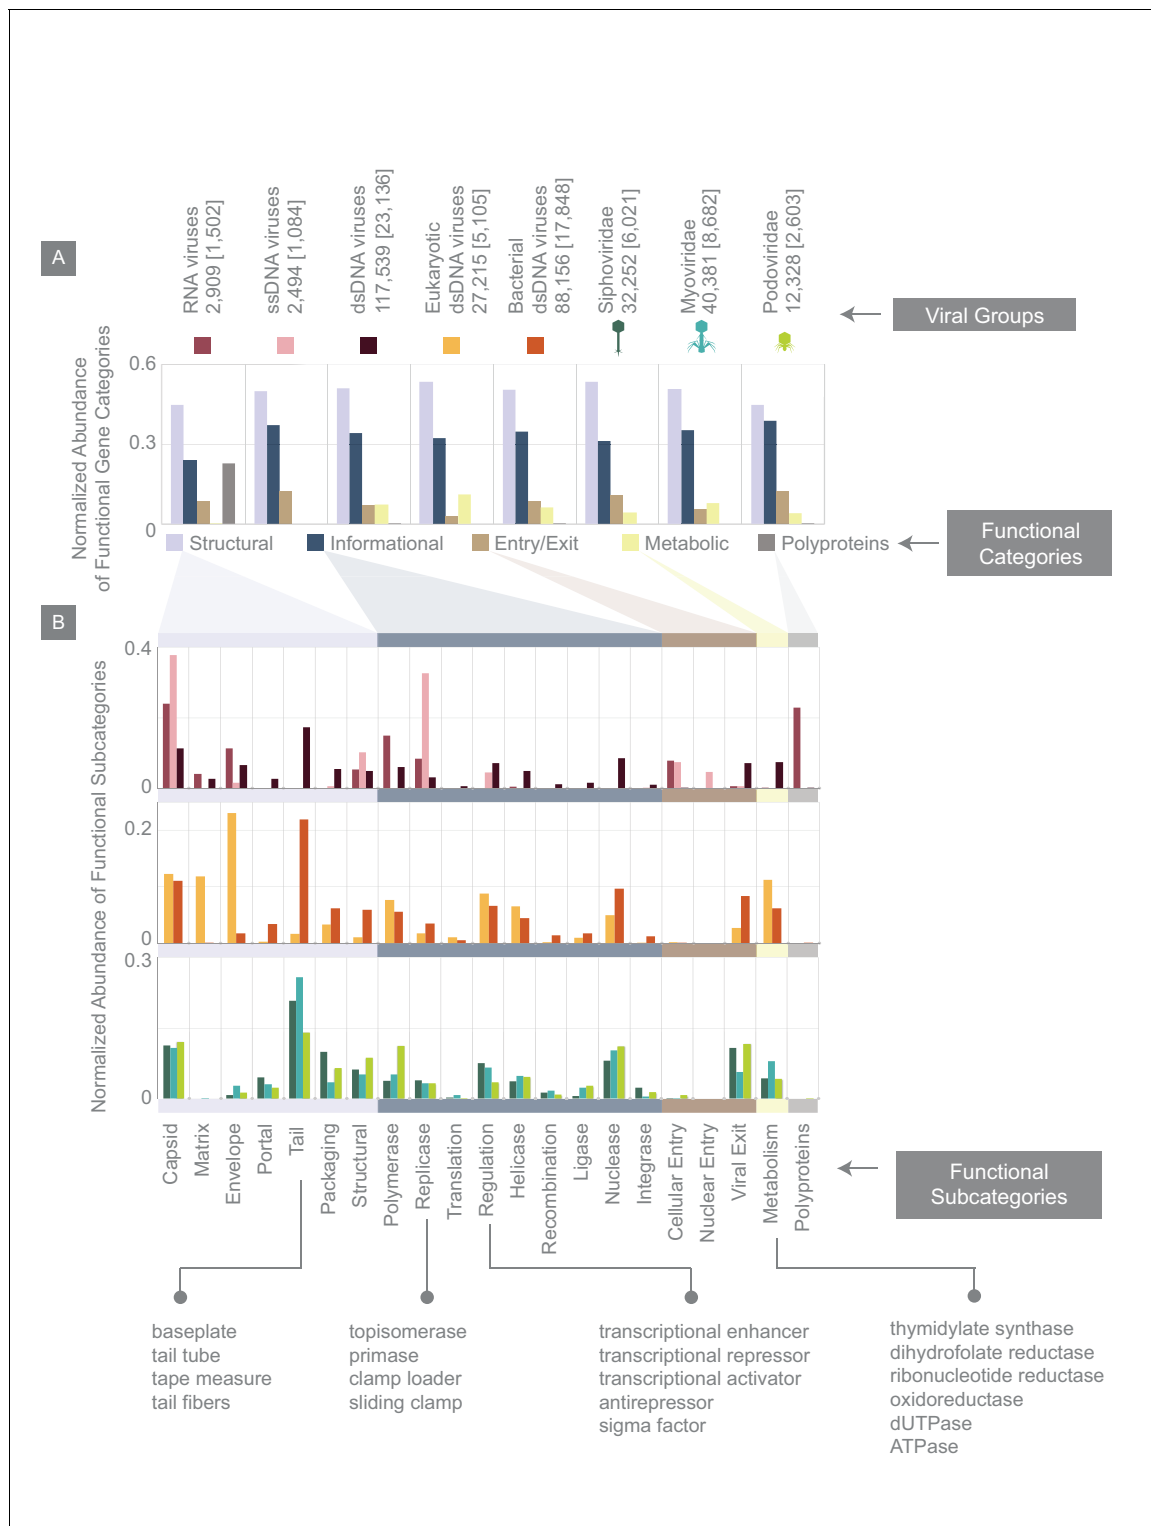 A
RNA viruses
2,909 [1,502]
ssDNA viruses
2,494 [1,084]
dsDNA viruses
117,539 [23,136]
Eukaryotic
dsDNA viruses
27,215 [5,105]
Bacterial
dsDNA viruses
88,156 [17,848]
Siphoviridae
32,252 [6,021]
Myoviridae
40,381 [8,682]
Podoviridae
12,328 [2,603]
Viral Groups
Normalized Abundance
of Functional Gene Categories
0.6
0.3
0
Structural
Informational
Entry/Exit
Metabolic
Polyproteins
Functional
Categories
B
Normalized Abundance of Functional Subcategories
0.4
0
0.2
0
0.3
0
Capsid
Matrix
Envelope
Portal
Tail
Packaging
Structural
Polymerase
Replicase
Translation
Regulation
Helicase
Recombination
Ligase
Nuclease
Integrase
Cellular Entry
Nuclear Entry
Viral Exit
Metabolism
Polyproteins
Functional
Subcategories
baseplate
tail tube
tape measure
tail fibers
topisomerase
primase
clamp loader
sliding clamp
transcriptional enhancer
transcriptional repressor
transcriptional activator
antirepressor
sigma factor
thymidylate synthase
dihydrofolate reductase
ribonucleotide reductase
oxidoreductase
dUTPase
ATPase